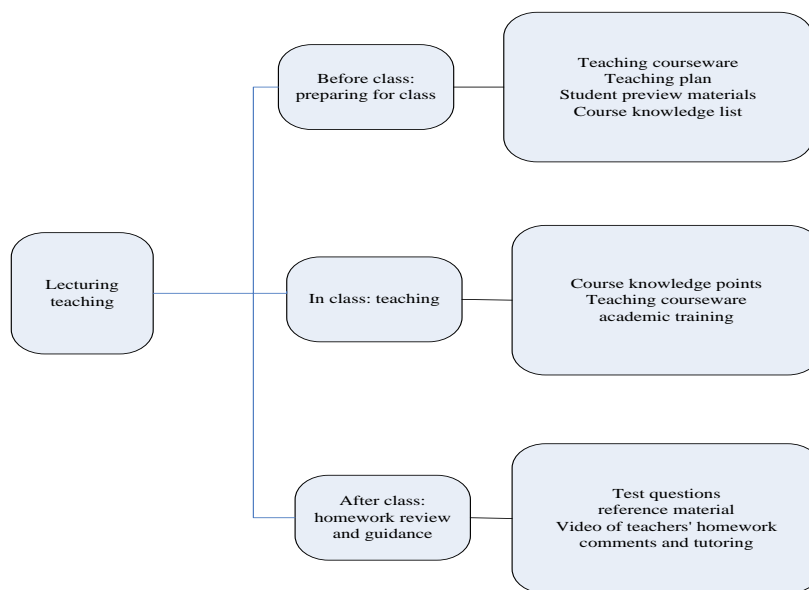 Lecturing
teaching
Before class:
preparing for class
Teaching courseware
Teaching plan
Student preview materials
Course knowledge list
In class: teaching
Course knowledge points
Teaching courseware
academic training
After class:
homework review
and guidance
Test questions
reference material
Video of teachers' homework
comments and tutoring